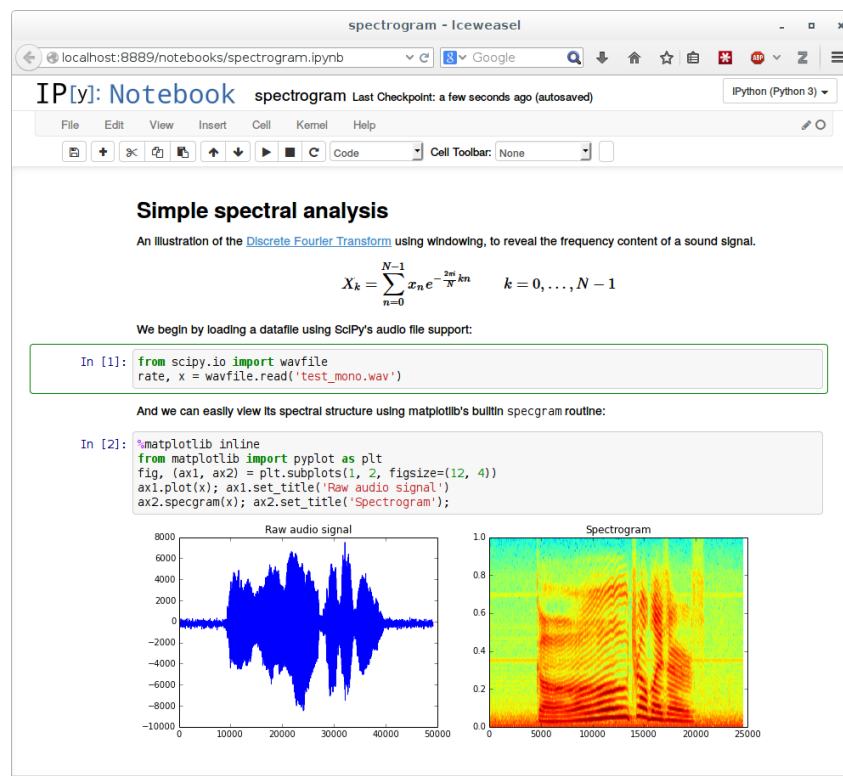 spectrogram - Iceweasel
localhost:8889/notebooks/spectrogram.ipynb
Google
IP[y]: Notebook spectrogram Last Checkpoint: a few seconds ago (autosaved)
IPython (Python 3)
File Edit View Insert Cell Kernel Help
Code Cell Toolbar: None
Simple spectral analysis
An illustration of the Discrete Fourier Transform using windowing, to reveal the frequency content of a sound signal.
X_k = \sum_{n=0}^{N-1} x_n e^{-\frac{2\pi i}{N}kn} k = 0, . . . , N − 1
We begin by loading a datafile using SciPy's audio file support:
In [1]: from scipy.io import wavfile
rate, x = wavfile.read('test_mono.wav')
And we can easily view its spectral structure using matplotlib's builtin specgram routine:
In [2]: %matplotlib inline
from matplotlib import pyplot as plt
fig, (ax1, ax2) = plt.subplots(1, 2, figsize=(12, 4))
ax1.plot(x); ax1.set_title('Raw audio signal')
ax2.specgram(x); ax2.set_title('Spectrogram');
Raw audio signal
8000
6000
4000
2000
0
−2000
−4000
−6000
−8000
−10000
0 10000 20000 30000 40000 50000
Spectrogram
1.0
0.8
0.6
0.4
0.2
0.0
0 5000 10000 15000 20000 25000